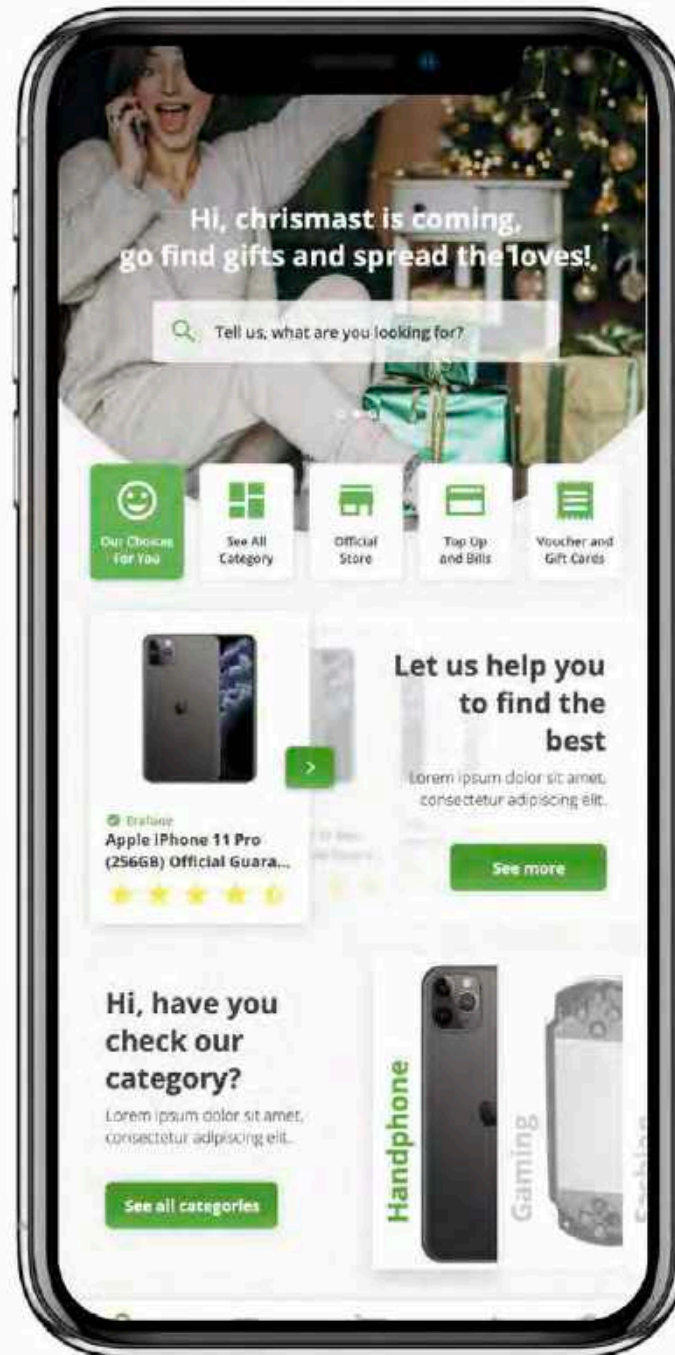 Hi, chrismast is coming,
go find gifts and spread the loves!
Tell us, what are you looking for?
Our Choices
For You
See All
Category
Official
Store
Top Up
and Bills
Voucher and
Gift Cards
Let us help you
to find the
best
Lorem ipsum dolor sit amet,
consectetur adipiscing elit.
See more
Erafone
Apple iPhone 11 Pro
(256GB) Official Guara...
Hi, have you
check our
category?
Lorem ipsum dolor sit amet,
consectetur adipiscing elit.
See all categories
Handphone
Gaming
Fashion